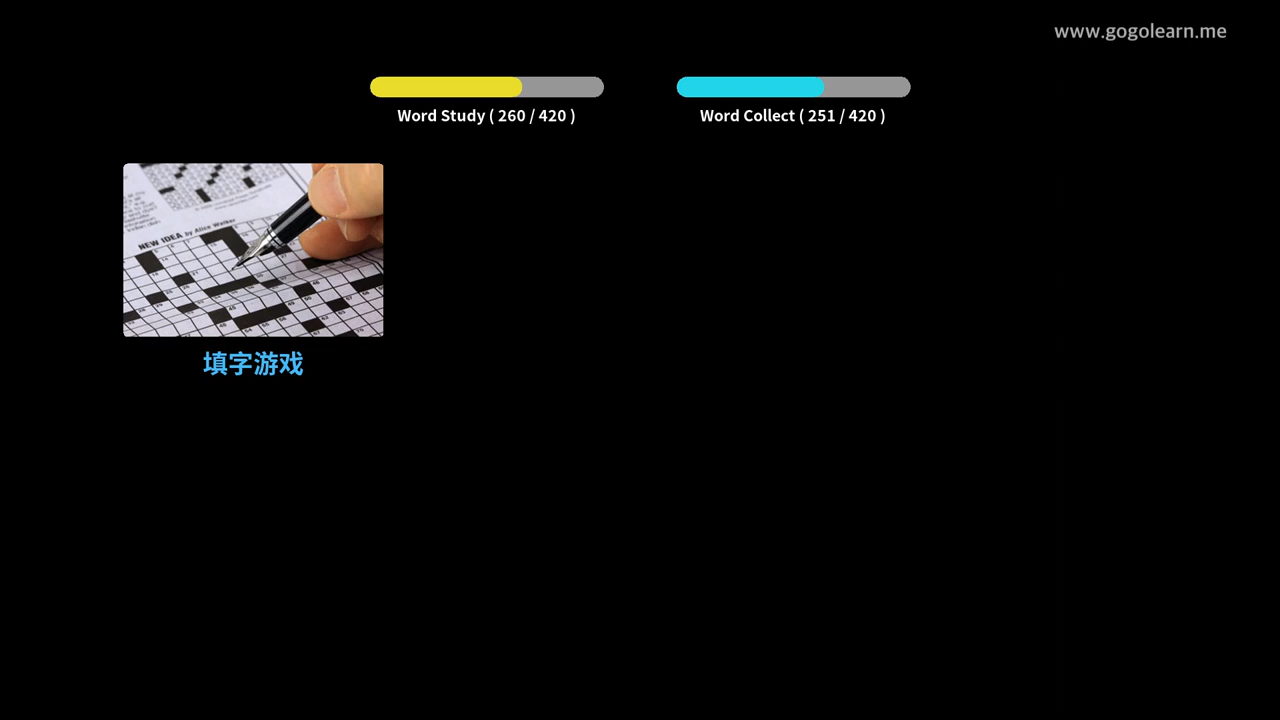 www.gogolearn.me
Word Study ( 260 / 420 )
Word Collect ( 251 / 420 )
NEW IDEA by Alice Walker
填字游戏